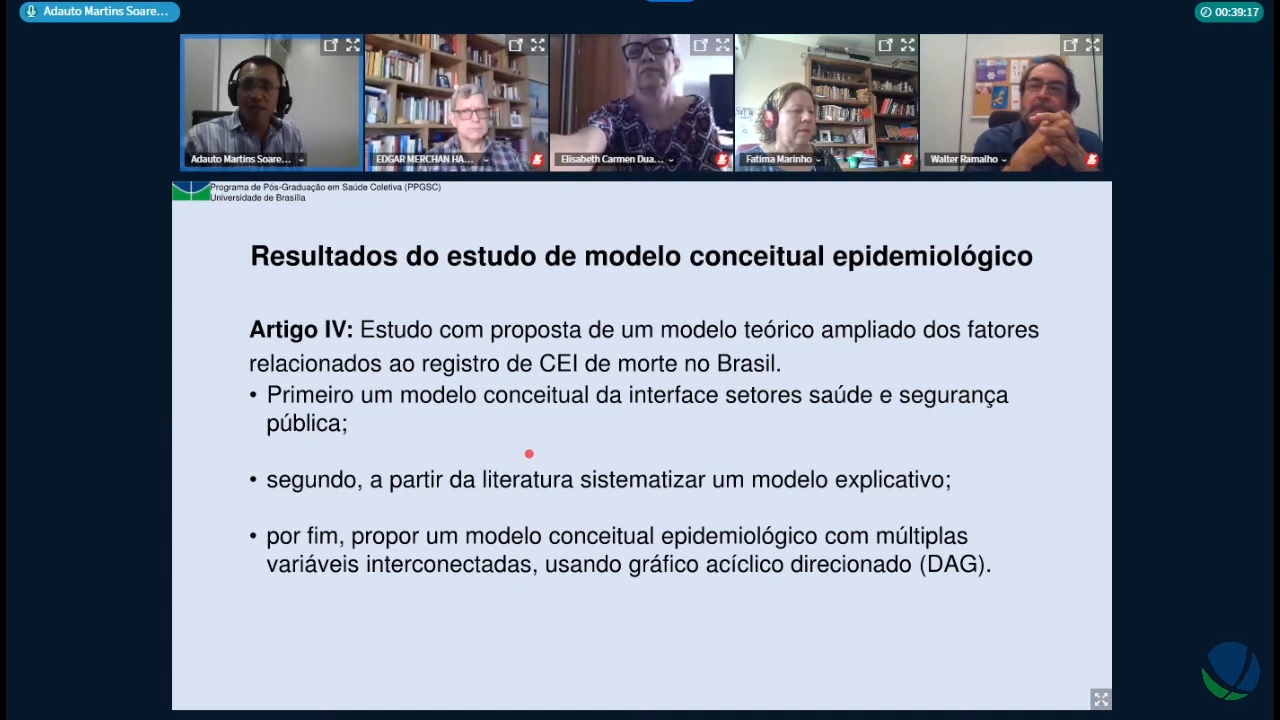 Adauto Martins Soare...
00:39:17
Adauto Martins Soare...
EDGAR MERCHAN HA...
Elisabeth Carmen Dua...
Fatima Marinho
Walter Ramalho
Programa de Pós-Graduação em Saúde Coletiva (PPGSC)
Universidade de Brasília
Resultados do estudo de modelo conceitual epidemiológico
Artigo IV: Estudo com proposta de um modelo teórico ampliado dos fatores
relacionados ao registro de CEI de morte no Brasil.
• Primeiro um modelo conceitual da interface setores saúde e segurança
pública;
• segundo, a partir da literatura sistematizar um modelo explicativo;
• por fim, propor um modelo conceitual epidemiológico com múltiplas
variáveis interconectadas, usando gráfico acíclico direcionado (DAG).